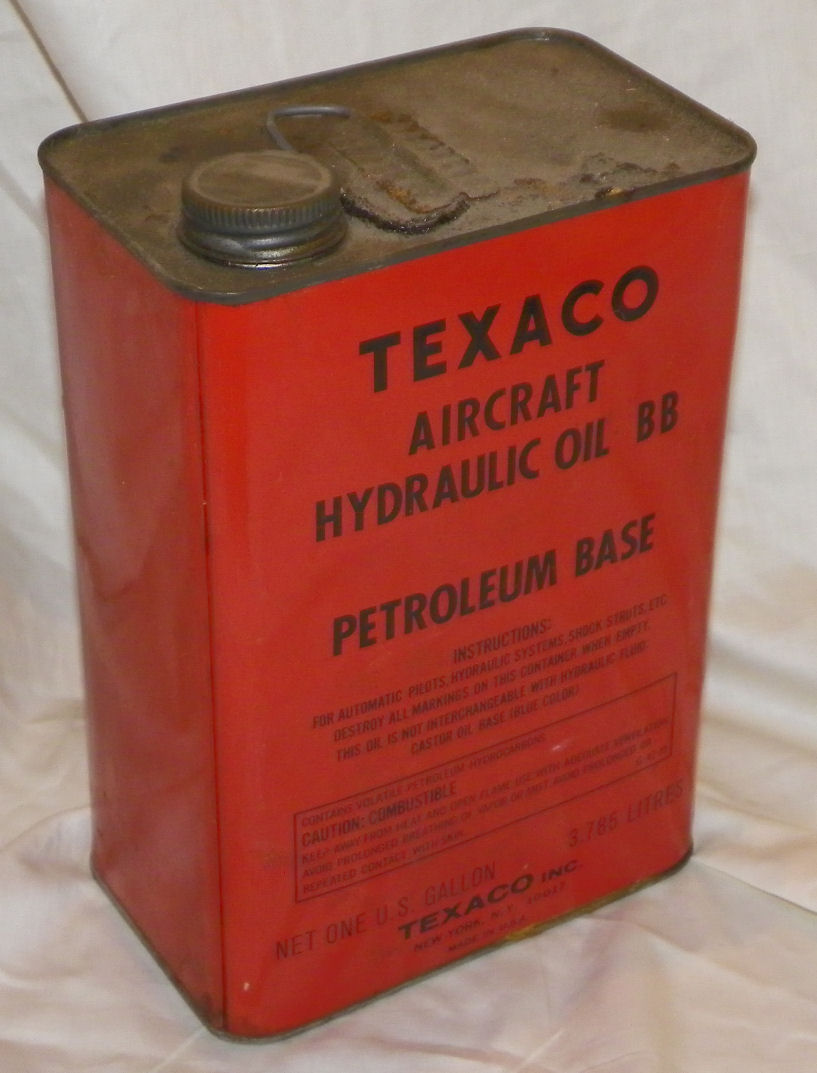 TEXACO
AIRCRAFT
HYDRAULIC OIL BB
PETROLEUM BASE
INSTRUCTIONS:
FOR AUTOMATIC PILOTS, HYDRAULIC SYSTEMS, SHOCK STRUTS, ETC
DESTROY ALL MARKINGS ON THIS CONTAINER WHEN EMPTY.
THIS OIL IS NOT INTERCHANGEABLE WITH HYDRAULIC FLUID
CASTOR OIL BASE (BLUE COLOR)
CONTAINS VOLATILE PETROLEUM HYDROCARBONS
CAUTION: COMBUSTIBLE
KEEP AWAY FROM HEAT AND OPEN FLAME USE WITH ADEQUATE VENTILATION
AVOID PROLONGED BREATHING OF VAPOR OR MIST AVOID PROLONGED OR
REPEATED CONTACT WITH SKIN
NET ONE U.S. GALLON 3.785 LITRES
TEXACO INC.
NEW YORK, N.Y. 10017
MADE IN U.S.A.